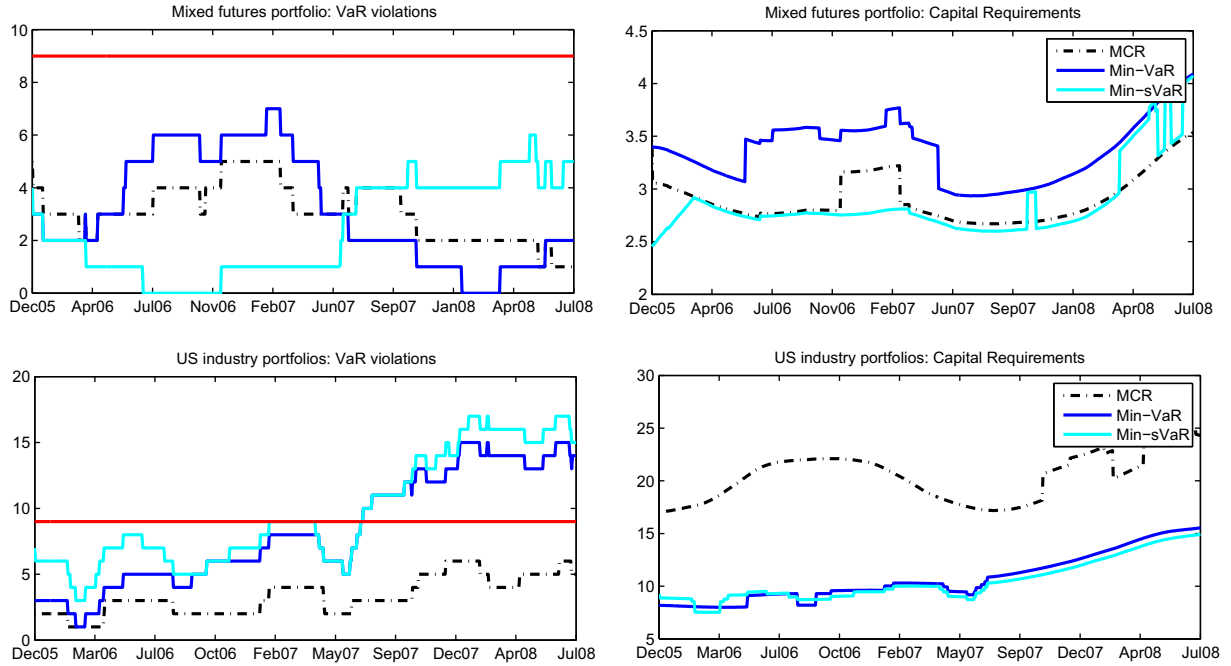 Mixed futures portfolio: VaR violations
10
8
6
4
2
0
Dec05 Apr06 Jul06 Nov06 Feb07 Jun07 Sep07 Jan08 Apr08 Jul08
Mixed futures portfolio: Capital Requirements
4.5
4
3.5
3
2.5
2
MCR
Min−VaR
Min−sVaR
Dec05 Apr06 Jul06 Nov06 Feb07 Jun07 Sep07 Jan08 Apr08 Jul08
US industry portfolios: VaR violations
20
15
10
5
0
Dec05 Mar06 Jul06 Oct06 Feb07 May07 Sep07 Dec07 Apr08 Jul08
US industry portfolios: Capital Requirements
30
25
20
15
10
5
MCR
Min−VaR
Min−sVaR
Dec05 Mar06 Jul06 Oct06 Feb07 May07 Sep07 Dec07 Apr08 Jul08